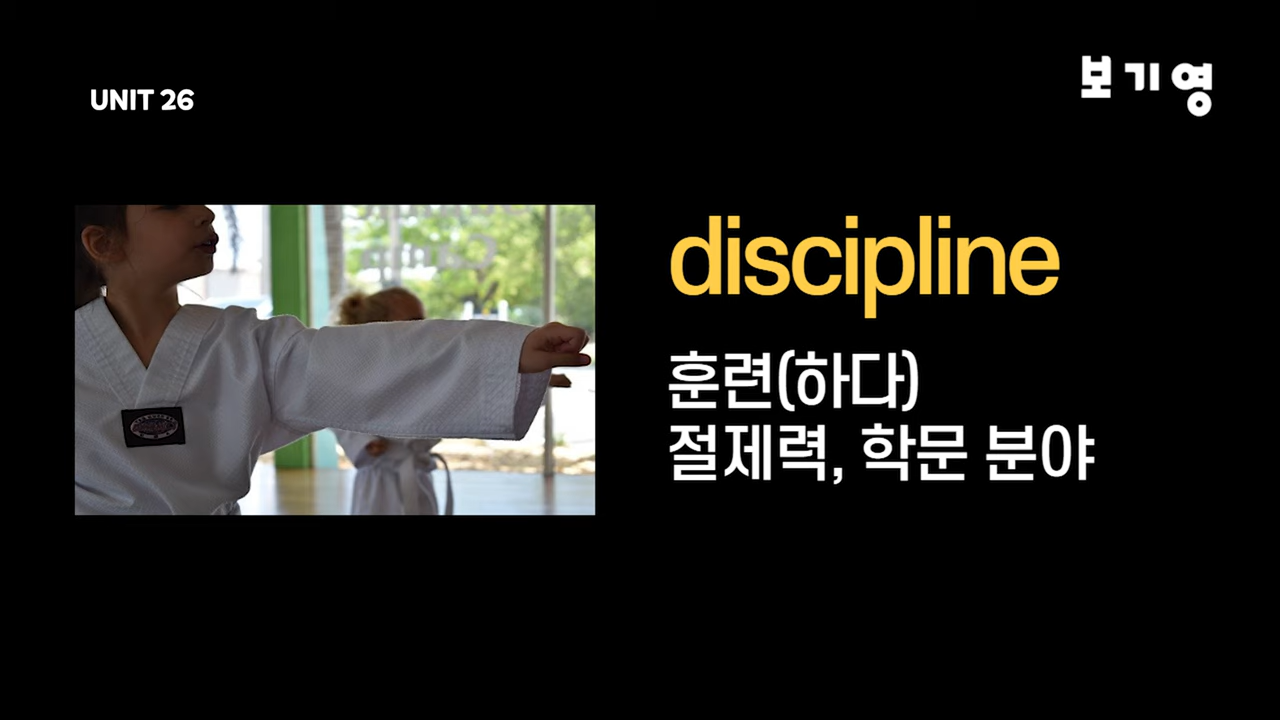 UNIT 26
보기영
discipline
훈련(하다)
절제력, 학문 분야